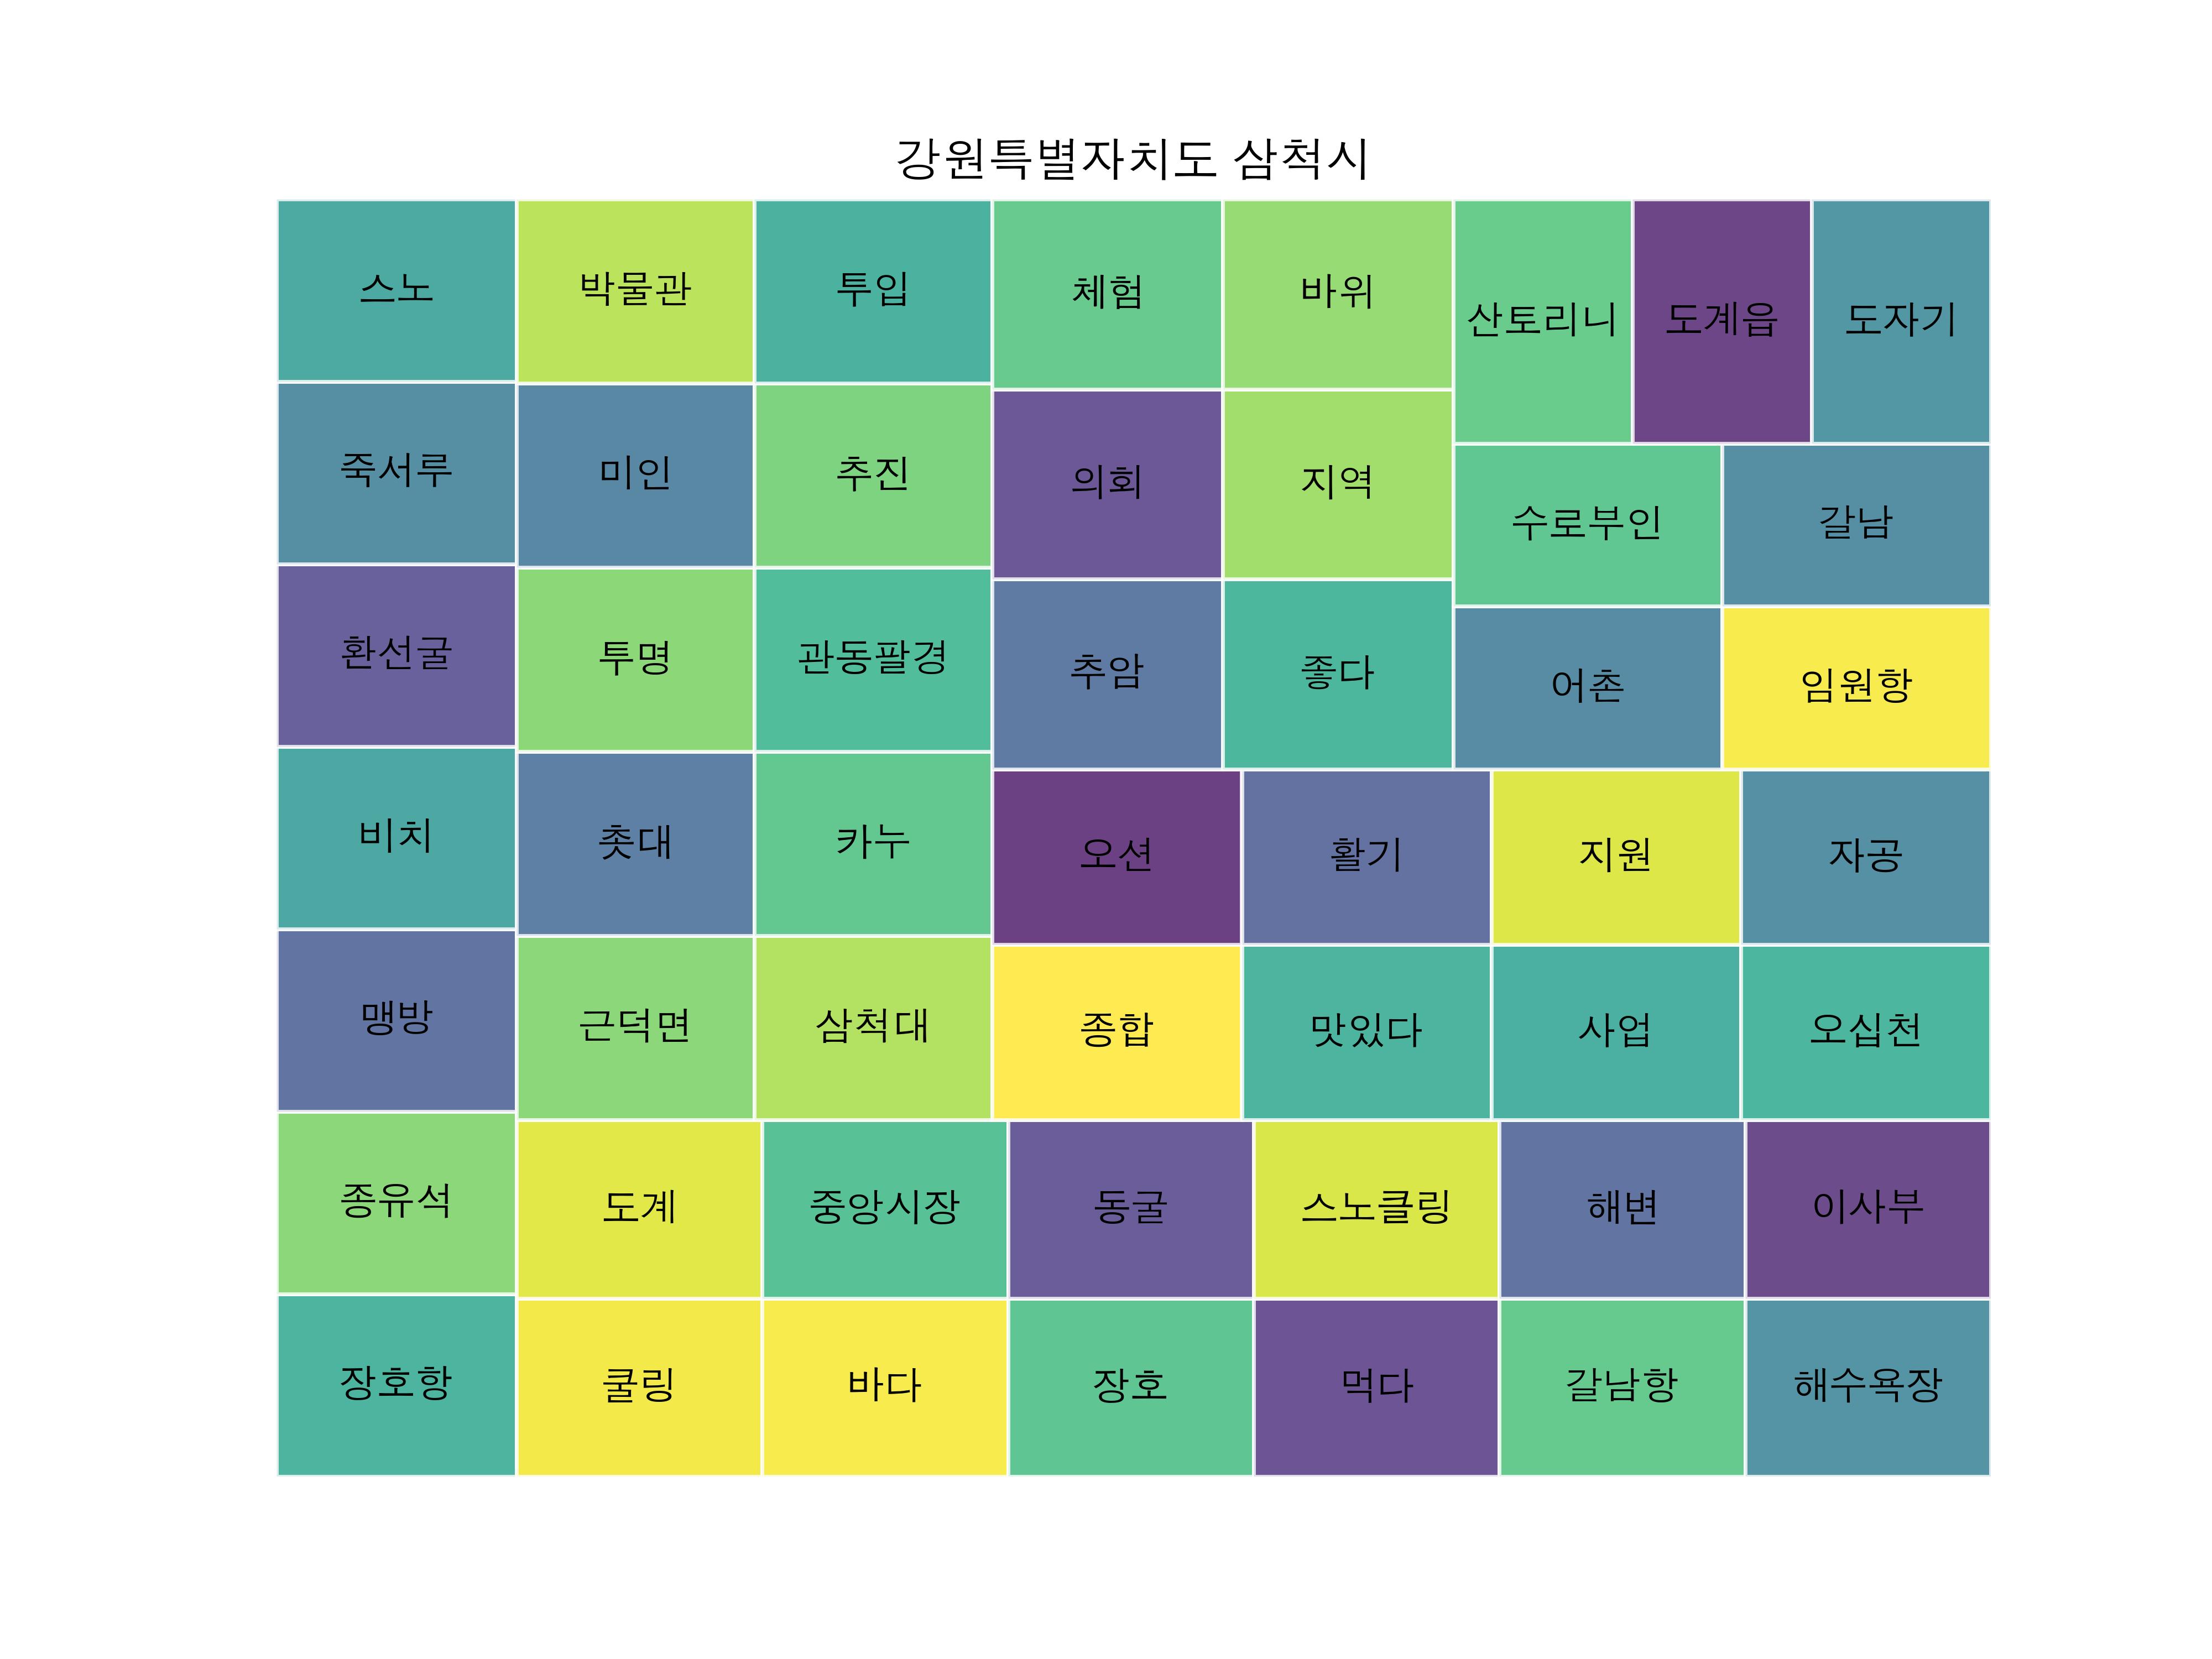 강원특별자치도 삼척시
스노
박물관
투입
체험
바위
산토리니
도계읍
도자기
죽서루
미인
추진
의회
지역
수로부인
갈남
환선굴
투명
관동팔경
추암
좋다
어촌
임원항
비치
촛대
카누
오션
활기
지원
자공
맹방
근덕면
삼척대
종합
맛있다
사업
오십천
종유석
도계
중앙시장
동굴
스노클링
해변
이사부
장호항
쿨링
바다
장호
먹다
갈남항
해수욕장